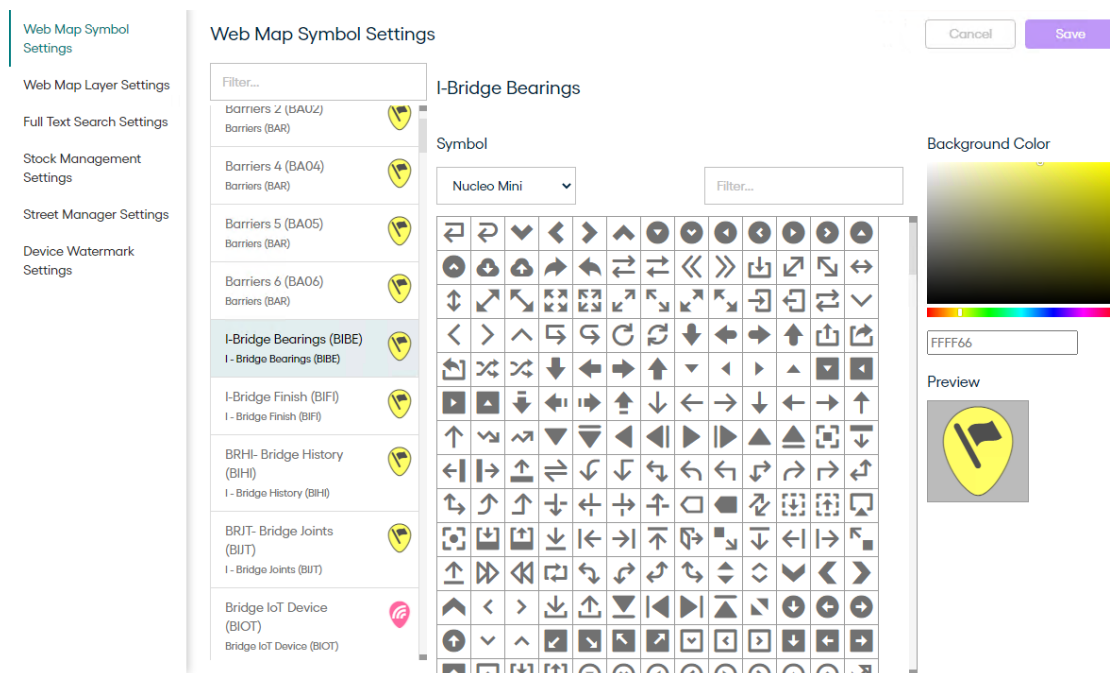 Web Map Symbol
Settings
Web Map Layer Settings
Full Text Search Settings
Stock Management
Settings
Street Manager Settings
Device Watermark
Settings
Web Map Symbol Settings
Cancel
Save
Filter...
Barriers 2 (BA02)
Barriers (BAR)
Barriers 4 (BA04)
Barriers (BAR)
Barriers 5 (BA05)
Barriers (BAR)
Barriers 6 (BA06)
Barriers (BAR)
I-Bridge Bearings (BIBE)
I - Bridge Bearings (BIBE)
I-Bridge Finish (BIFI)
I - Bridge Finish (BIFI)
BRHI- Bridge History
(BIHI)
I - Bridge History (BIHI)
BRJT- Bridge Joints
(BIJT)
I - Bridge Joints (BIJT)
Bridge IoT Device
(BIOT)
Bridge IoT Device (BIOT)
I-Bridge Bearings
Symbol
Nucleo Mini
Filter...
Background Color
FFFF66
Preview